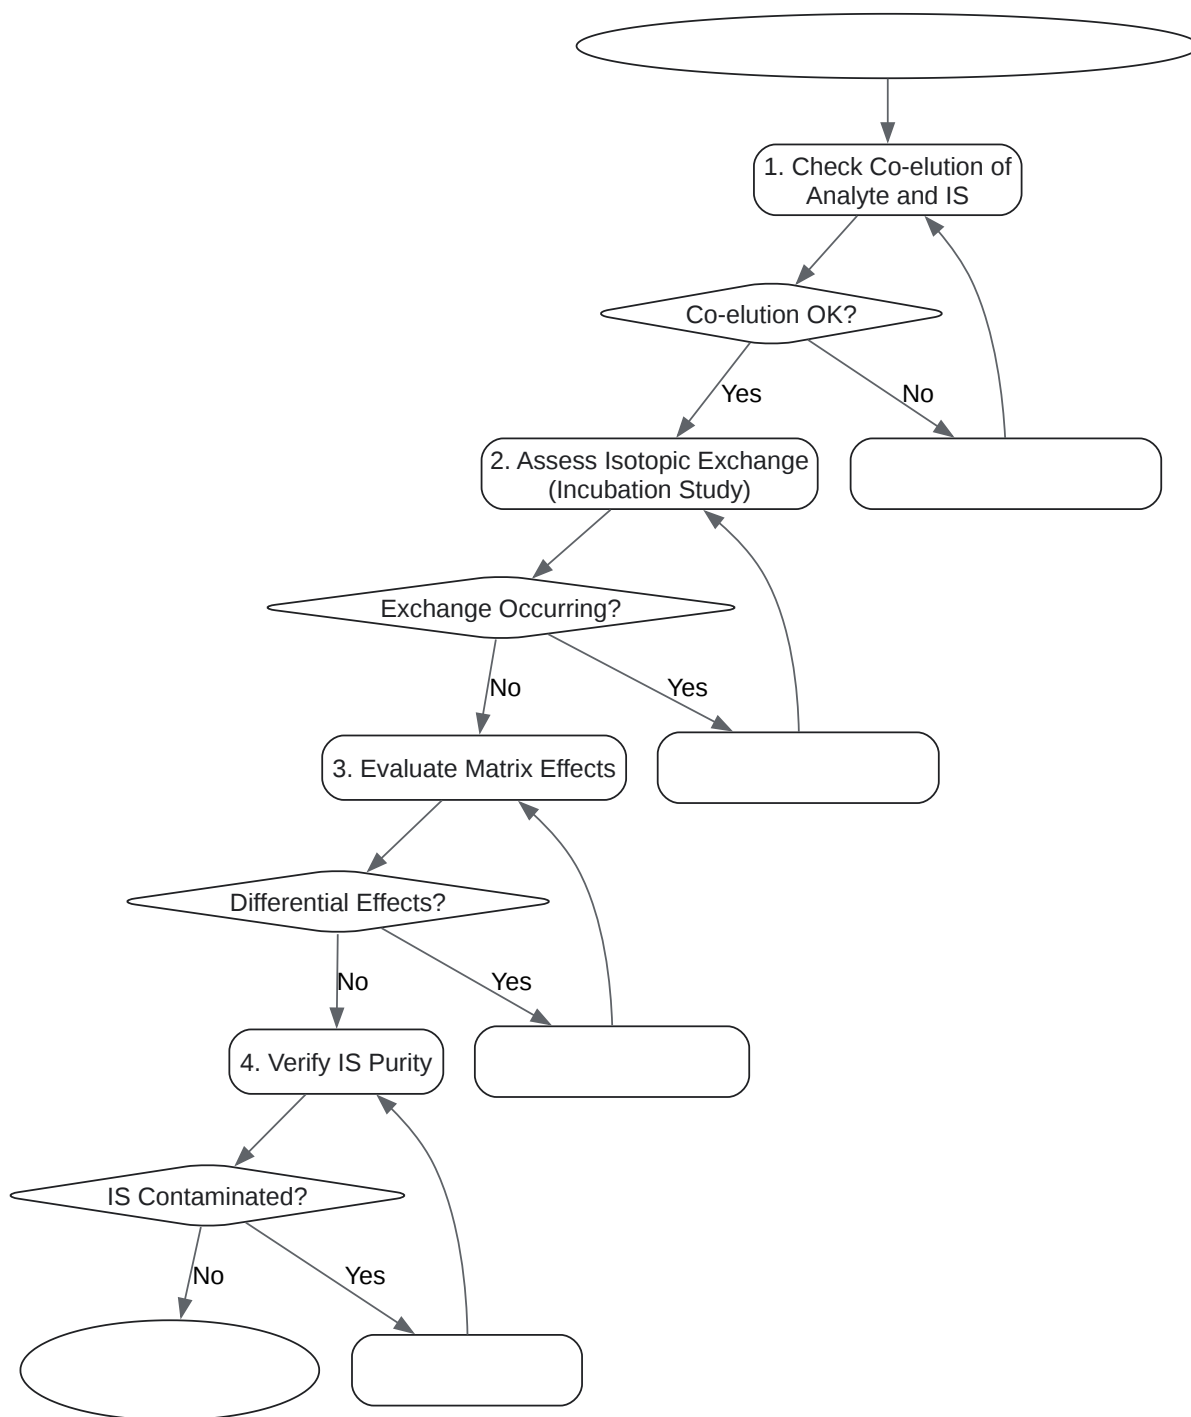 1. Check Co-elution of
Analyte and IS
Co-elution OK?
Yes
No
2. Assess Isotopic Exchange
(Incubation Study)
Exchange Occurring?
No
Yes
3. Evaluate Matrix Effects
Differential Effects?
No
Yes
4. Verify IS Purity
IS Contaminated?
No
Yes